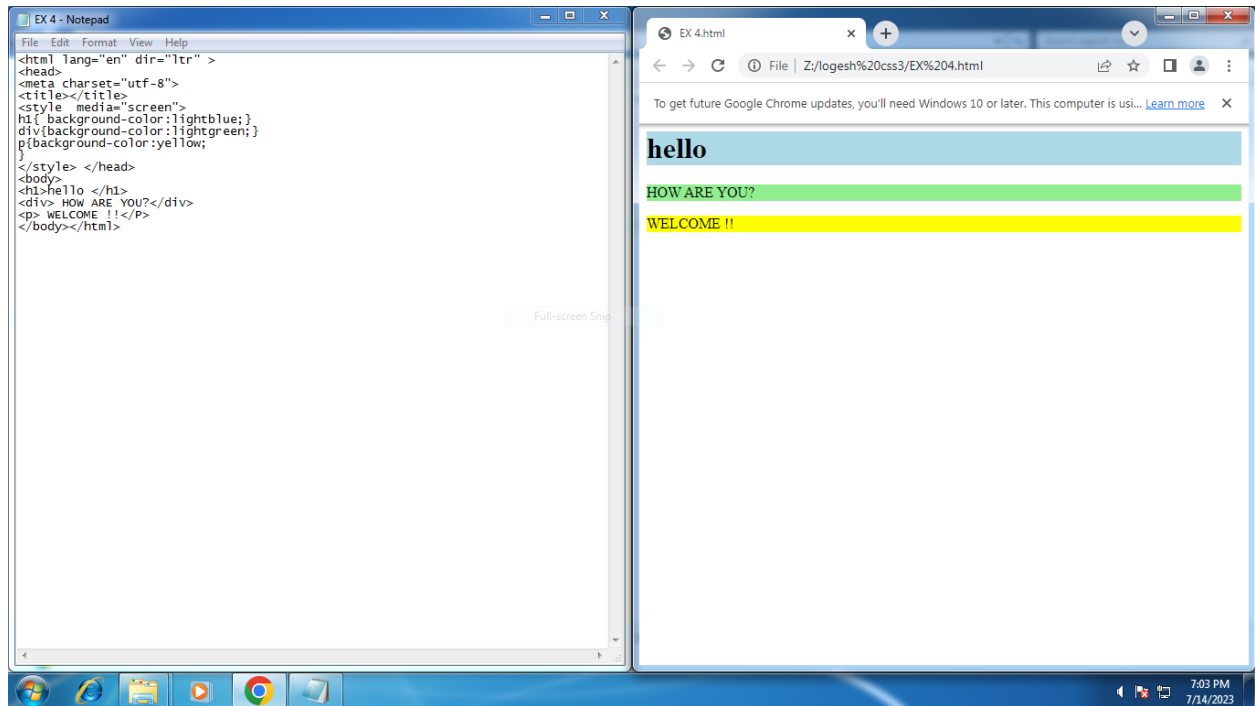 EX 4 - Notepad
File Edit Format View Help
<html lang="en" dir="ltr" >
<head>
<meta charset="utf-8">
<title></title>
<style  media="screen">
h1{ background-color:lightblue;}
div{background-color:lightgreen;}
p{background-color:yellow;
}
</style> </head>
<body>
<h1>hello </h1>
<div> HOW ARE YOU?</div>
<p> WELCOME !!</P>
</body></html>
Full-screen Snip
EX 4.html
File | Z:/logesh%20css3/EX%204.html
To get future Google Chrome updates, you'll need Windows 10 or later. This computer is usi... Learn more
hello
HOW ARE YOU?
WELCOME !!
7:03 PM
7/14/2023